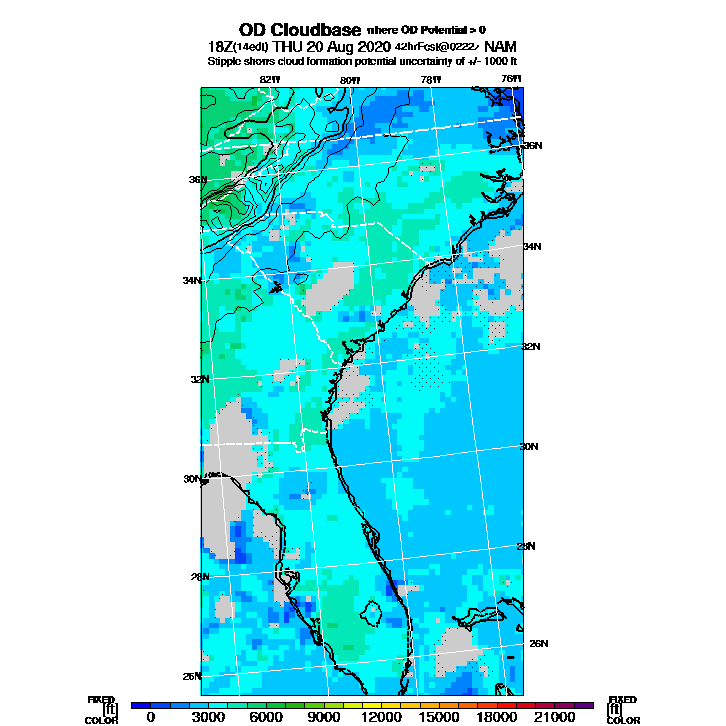 OD Cloudbase where OD Potential > 0
18Z(14edt) THU 20 Aug 2020 42hrFcst@0222z NAM
Stipple shows cloud formation potential uncertainty of +/- 1000 ft
82W 80W 78W 76W
36N
36N
34N
34N
32N
32N
30N
30N
28N
28N
26N
26N
FIXED FIXED
[ft] [ft]
COLOR 0 3000 6000 9000 12000 15000 18000 21000 COLOR